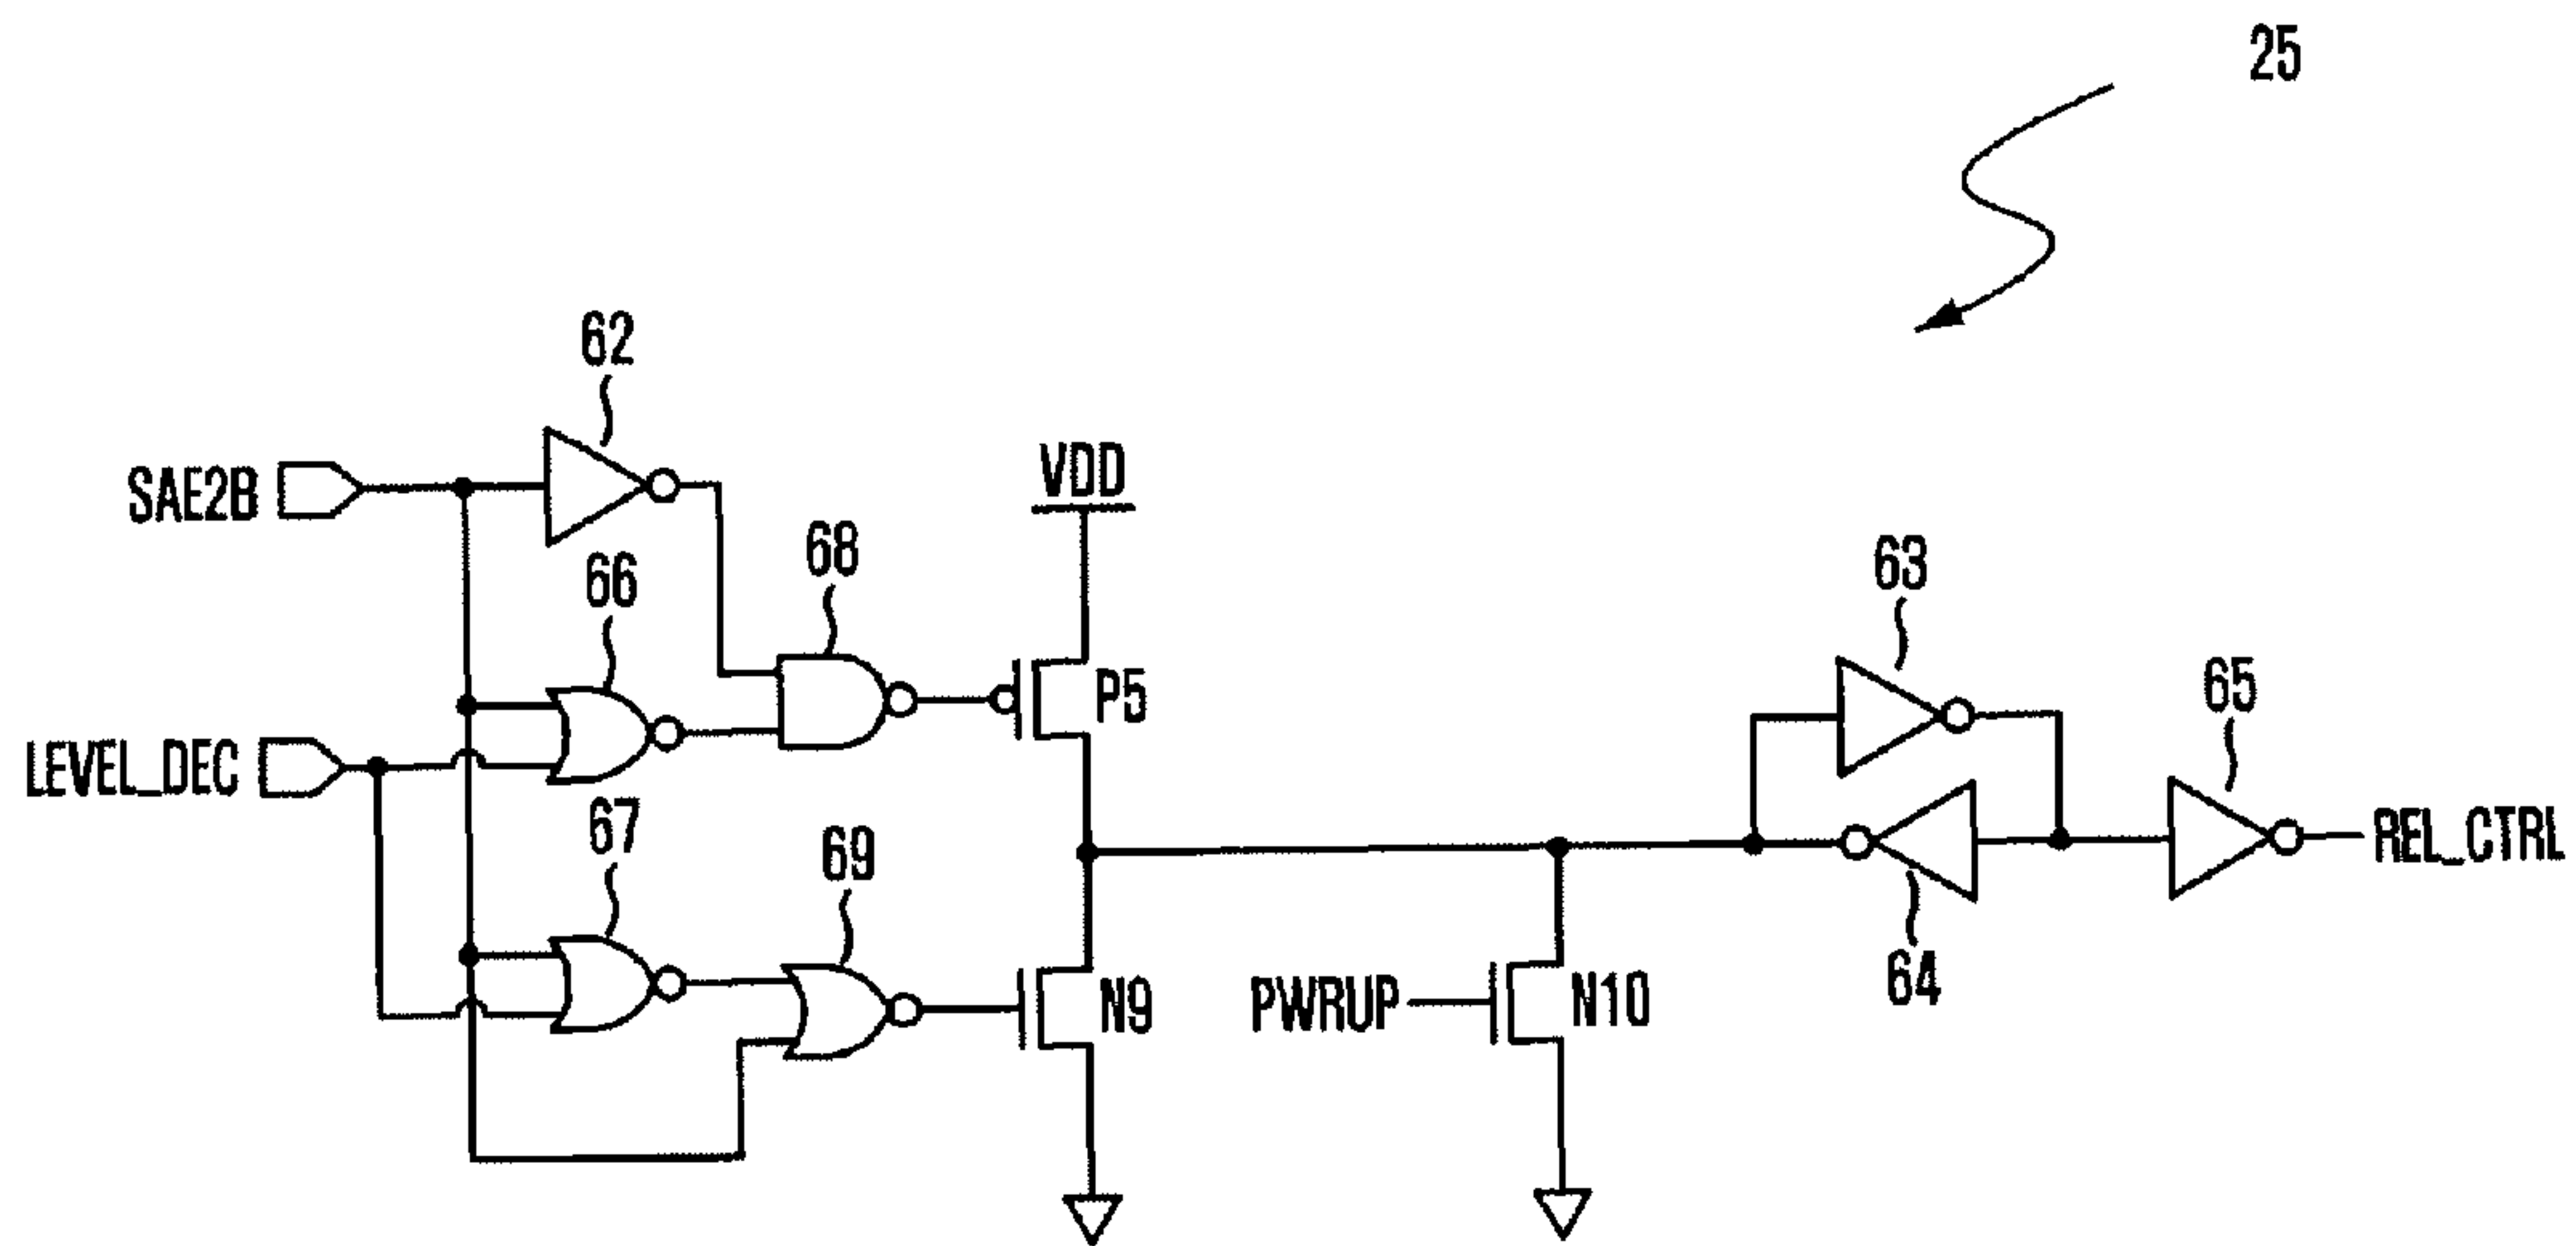 25
62
SAE2B
VDD
68
66
63
P5
65
LEVEL_DEC
67
69
REL_CTRL
N9
PWRUP
N10
64